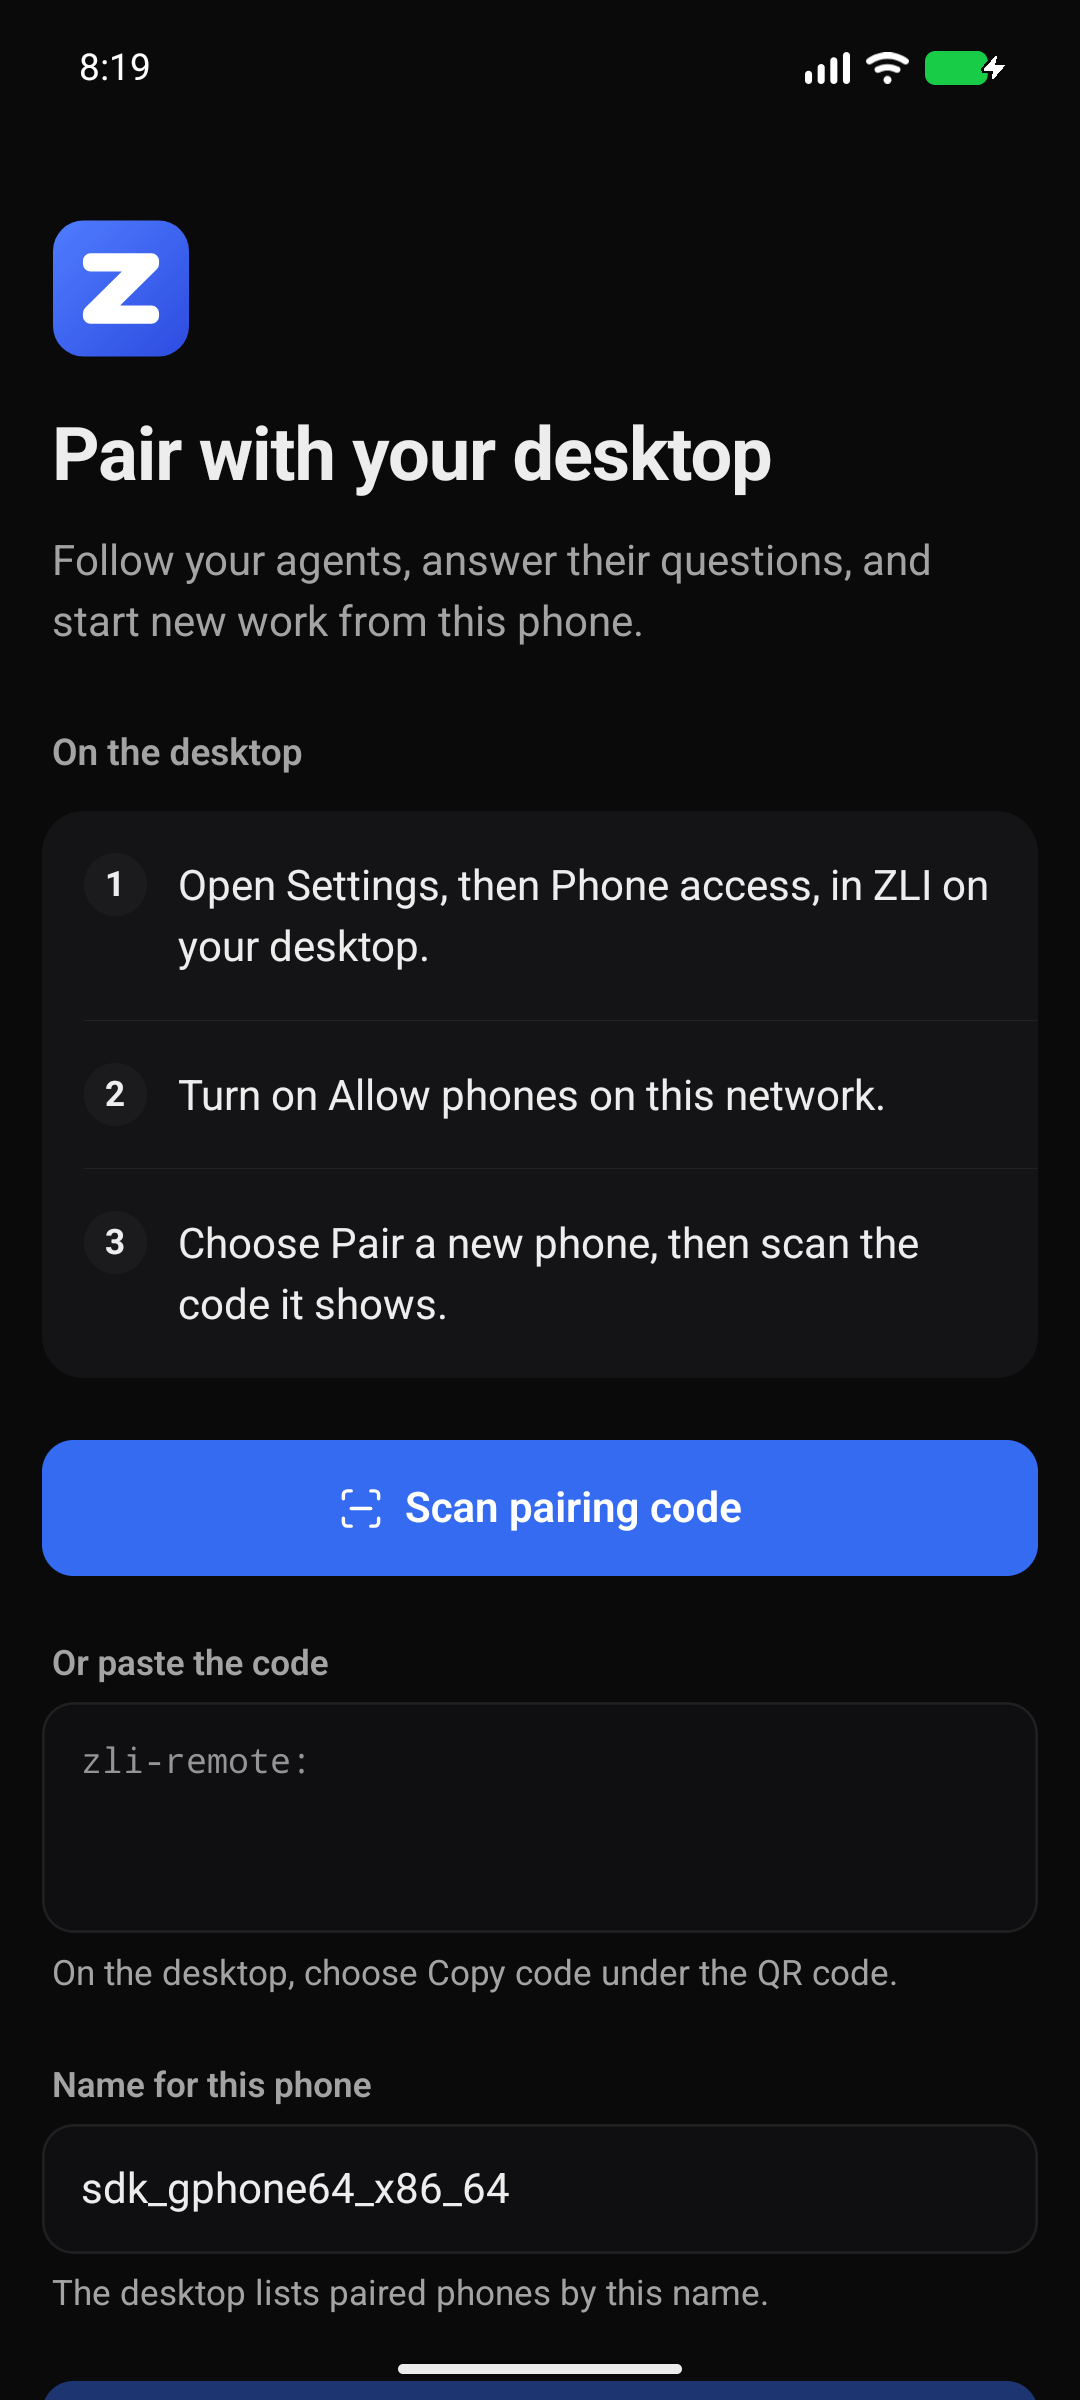 8:19
Z
Pair with your desktop
Follow your agents, answer their questions, and
start new work from this phone.
On the desktop
1 Open Settings, then Phone access, in ZLI on
your desktop.
2 Turn on Allow phones on this network.
3 Choose Pair a new phone, then scan the
code it shows.
Scan pairing code
Or paste the code
zli-remote:
On the desktop, choose Copy code under the QR code.
Name for this phone
sdk_gphone64_x86_64
The desktop lists paired phones by this name.